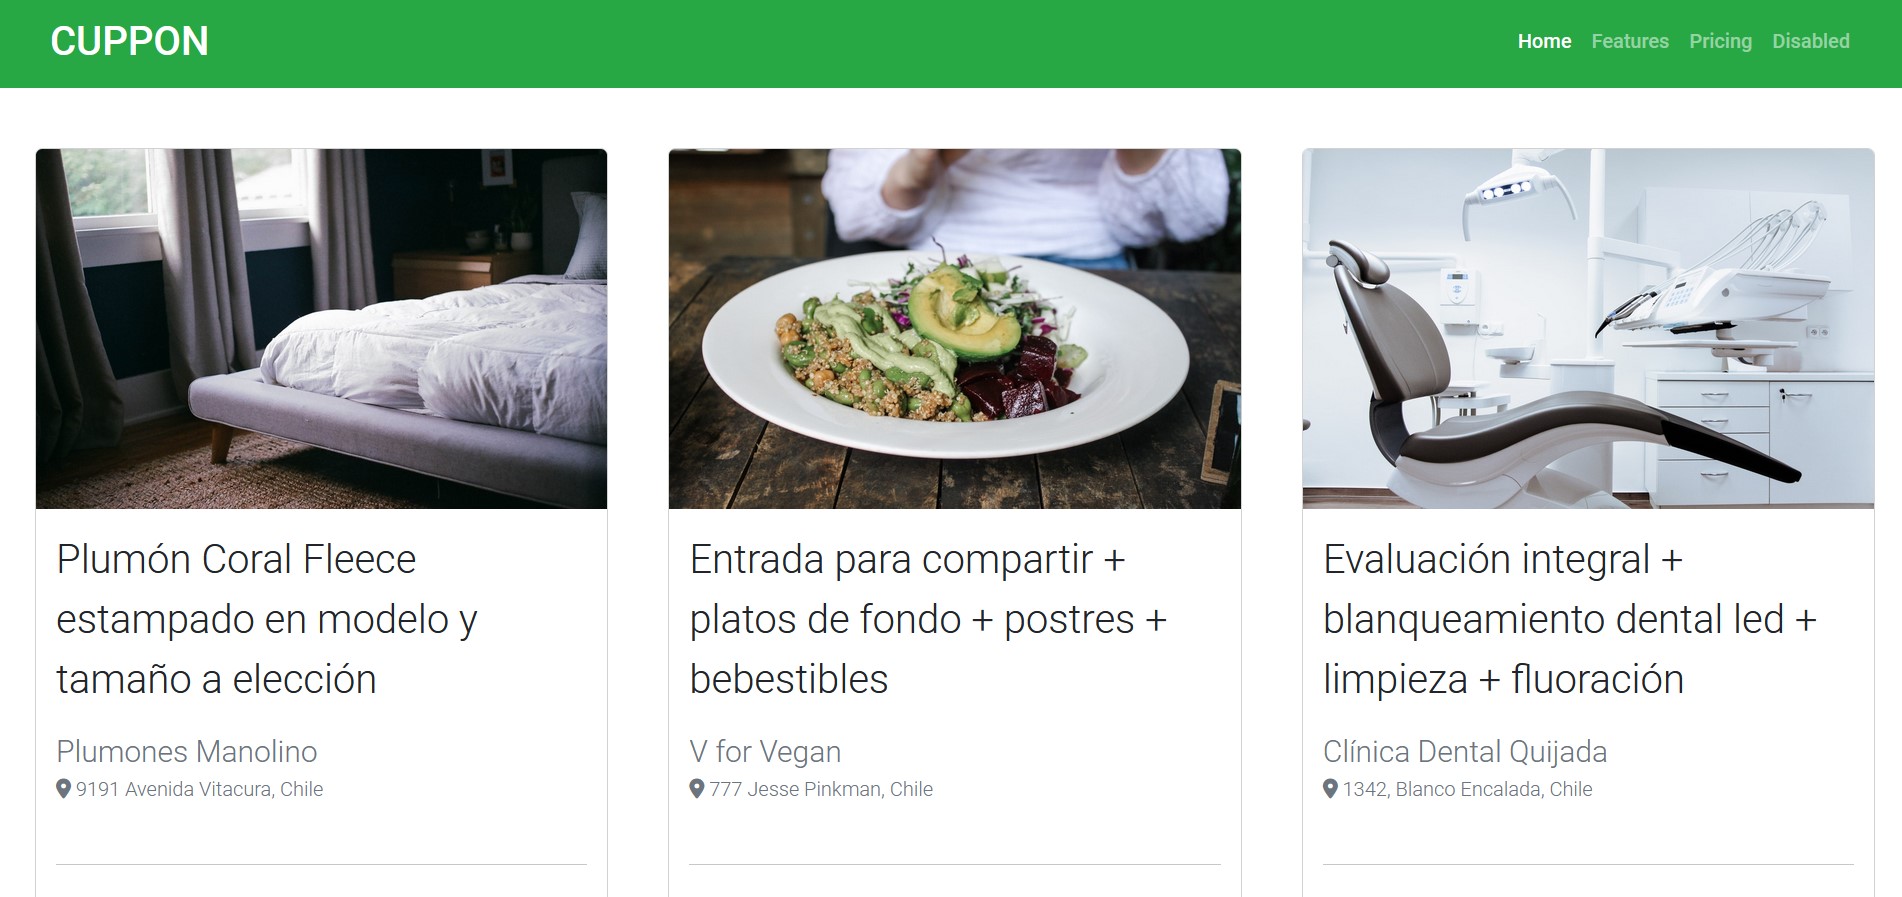 CUPPON
Home Features Pricing Disabled
Plumón Coral Fleece
estampado en modelo y
tamaño a elección
Plumones Manolino
9191 Avenida Vitacura, Chile
Entrada para compartir +
platos de fondo + postres +
bebestibles
V for Vegan
777 Jesse Pinkman, Chile
Evaluación integral +
blanqueamiento dental led +
limpieza + fluoración
Clínica Dental Quijada
1342, Blanco Encalada, Chile